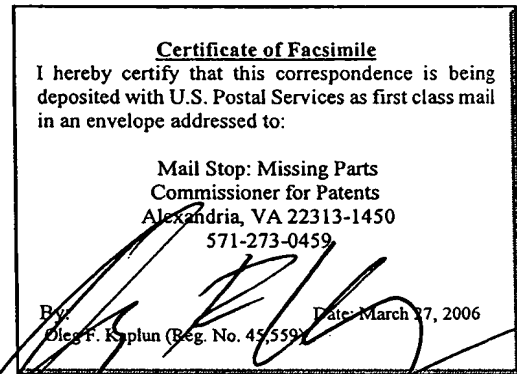 Certificate of Facsimile
I hereby certify that this correspondence is being
deposited with U.S. Postal Services as first class mail
in an envelope addressed to:
Mail Stop: Missing Parts
Commissioner for Patents
Alexandria, VA 22313-1450
571-273-0459
By: Date: March 27, 2006
Oleg F. Kaplun (Reg. No. 45,559)